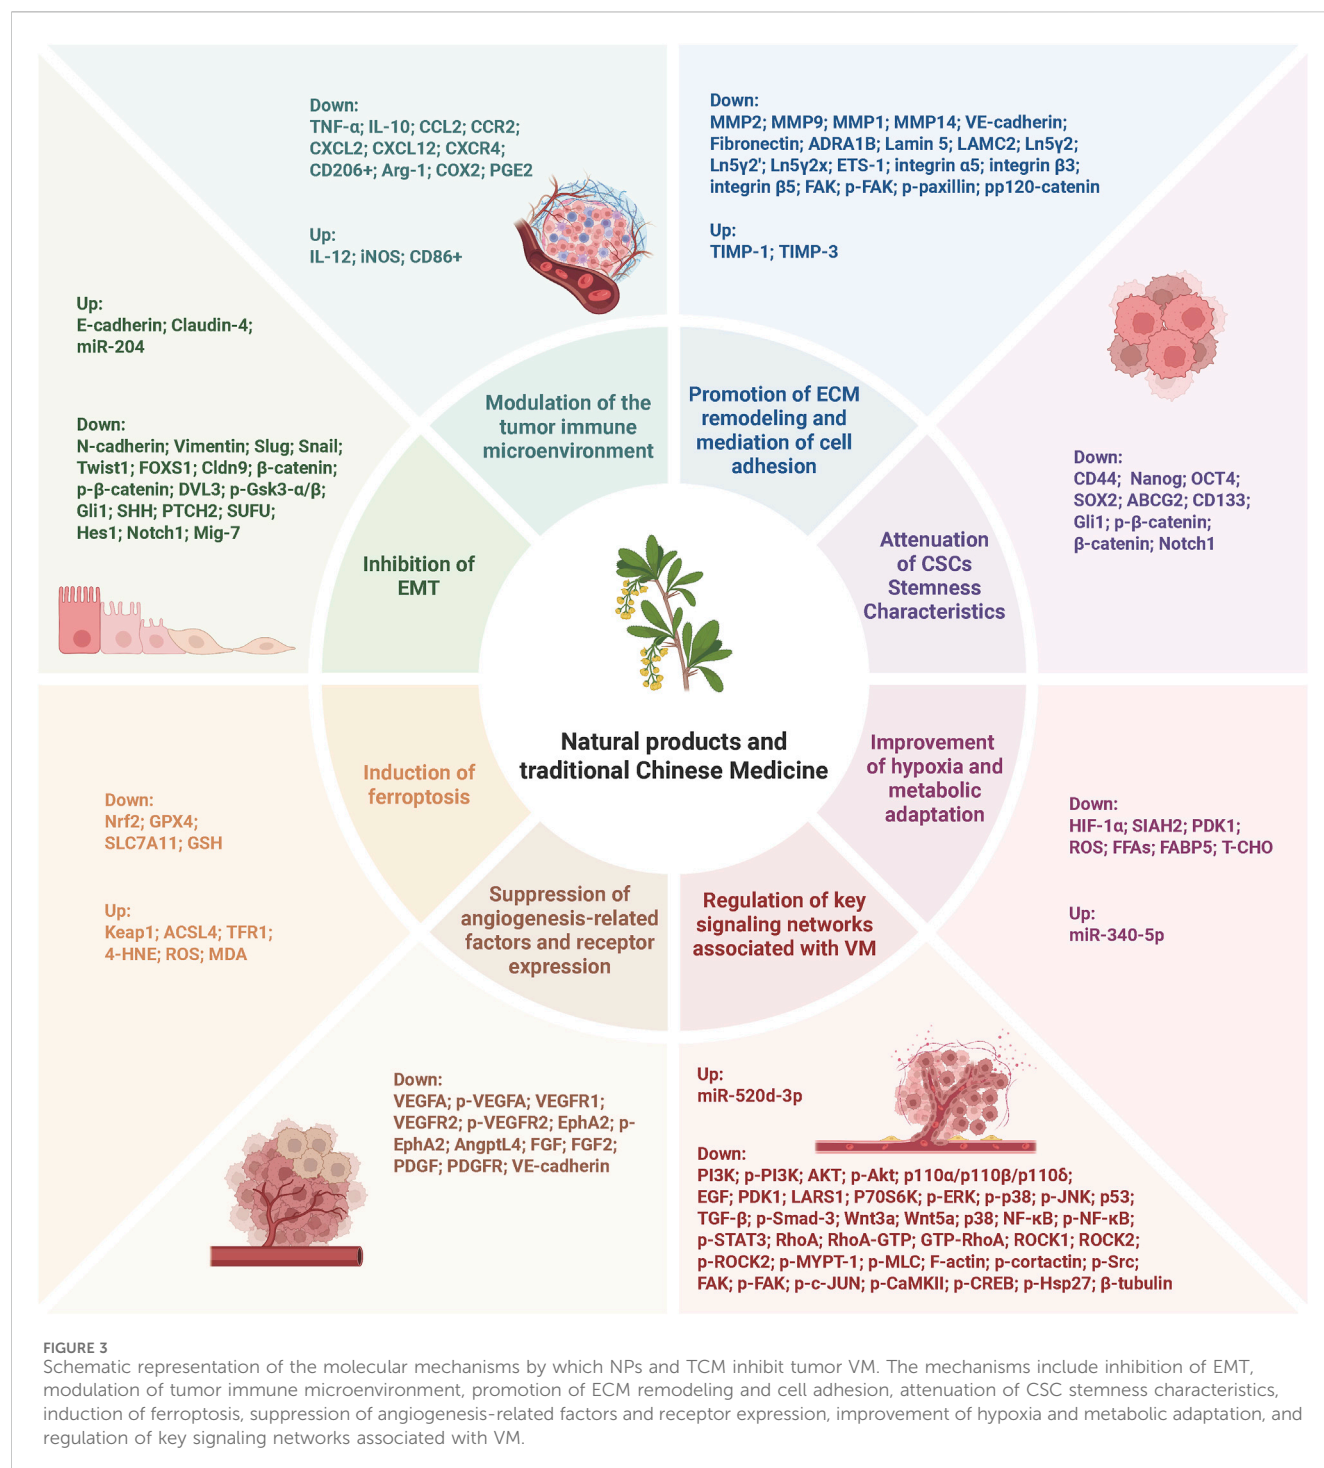 Down:
TNF-α; IL-10; CCL2; CCR2;
CXCL2; CXCL12; CXCR4;
CD206+; Arg-1; COX2; PGE2
Up:
IL-12; iNOS; CD86+
Down:
MMP2; MMP9; MMP1; MMP14; VE-cadherin;
Fibronectin; ADRA1B; Lamin 5; LAMC2; Ln5γ2;
Ln5γ2'; Ln5γ2x; ETS-1; integrin α5; integrin β3;
integrin β5; FAK; p-FAK; p-paxillin; pp120-catenin
Up:
TIMP-1; TIMP-3
Up:
E-cadherin; Claudin-4;
miR-204
Down:
N-cadherin; Vimentin; Slug; Snail;
Twist1; FOXS1; Cldn9; β-catenin;
p-β-catenin; DVL3; p-Gsk3-α/β;
Gli1; SHH; PTCH2; SUFU;
Hes1; Notch1; Mig-7
Modulation of the
tumor immune
microenvironment
Promotion of ECM
remodeling and
mediation of cell
adhesion
Down:
CD44; Nanog; OCT4;
SOX2; ABCG2; CD133;
Gli1; p-β-catenin;
β-catenin; Notch1
Inhibition of
EMT
Attenuation
of CSCs
Stemness
Characteristics
Natural products and
traditional Chinese Medicine
Induction of
ferroptosis
Improvement
of hypoxia and
metabolic
adaptation
Down:
Nrf2; GPX4;
SLC7A11; GSH
Up:
Keap1; ACSL4; TFR1;
4-HNE; ROS; MDA
Down:
HIF-1α; SIAH2; PDK1;
ROS; FFAs; FABP5; T-CHO
Up:
miR-340-5p
Suppression of
angiogenesis-related
factors and receptor
expression
Regulation of key
signaling networks
associated with VM
Down:
VEGFA; p-VEGFA; VEGFR1;
VEGFR2; p-VEGFR2; EphA2; p-
EphA2; AngptL4; FGF; FGF2;
PDGF; PDGFR; VE-cadherin
Up:
miR-520d-3p
Down:
PI3K; p-PI3K; AKT; p-Akt; p110α/p110β/p110δ;
EGF; PDK1; LARS1; P70S6K; p-ERK; p-p38; p-JNK; p53;
TGF-β; p-Smad-3; Wnt3a; Wnt5a; p38; NF-κB; p-NF-κB;
p-STAT3; RhoA; RhoA-GTP; GTP-RhoA; ROCK1; ROCK2;
p-ROCK2; p-MYPT-1; p-MLC; F-actin; p-cortactin; p-Src;
FAK; p-FAK; p-c-JUN; p-CaMKII; p-CREB; p-Hsp27; β-tubulin
FIGURE 3
Schematic representation of the molecular mechanisms by which NPs and TCM inhibit tumor VM. The mechanisms include inhibition of EMT,
modulation of tumor immune microenvironment, promotion of ECM remodeling and cell adhesion, attenuation of CSC stemness characteristics,
induction of ferroptosis, suppression of angiogenesis-related factors and receptor expression, improvement of hypoxia and metabolic adaptation, and
regulation of key signaling networks associated with VM.